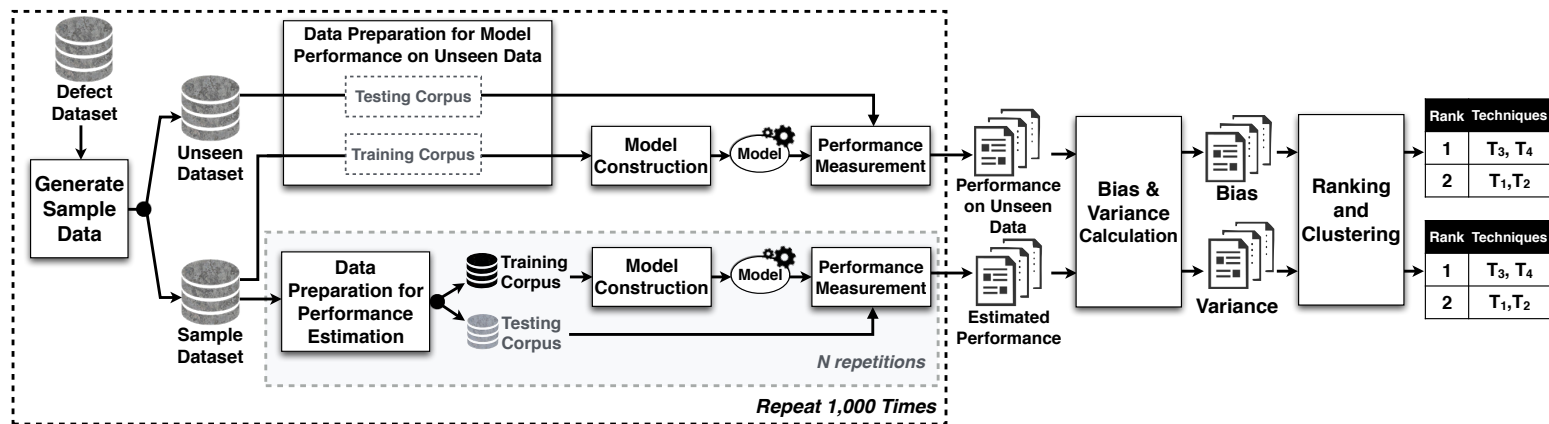 Defect
Dataset
Generate
Sample
Data
Unseen
Dataset
Sample
Dataset
Data Preparation for Model
Performance on Unseen Data
Testing Corpus
Training Corpus
Model
Construction
Model
Performance
Measurement
Data
Preparation for
Performance
Estimation
Training
Corpus
Testing
Corpus
Model
Construction
Model
Performance
Measurement
N repetitions
Repeat 1,000 Times
Performance
on Unseen
Data
Estimated
Performance
Bias &
Variance
Calculation
Bias
Variance
Ranking
and
Clustering
Rank Techniques
1 T₃, T₄
2 T₁,T₂
Rank Techniques
1 T₃, T₄
2 T₁,T₂